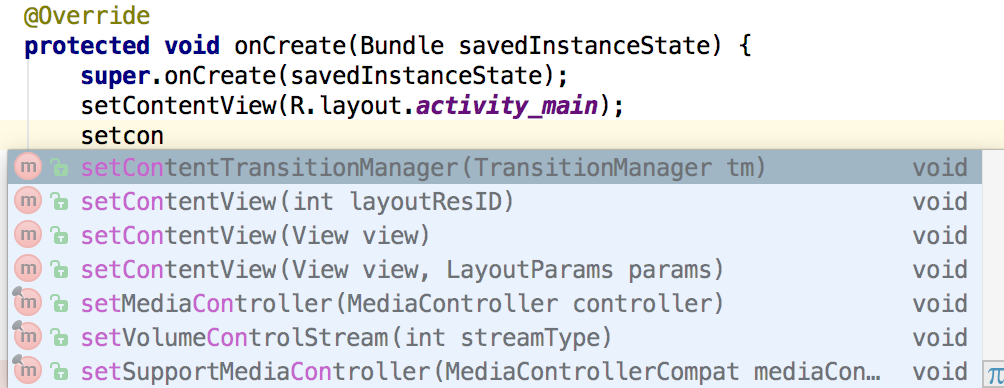 @Override
protected void onCreate(Bundle savedInstanceState) {
super.onCreate(savedInstanceState);
setContentView(R.layout.activity_main);
setcon
m setContentTransitionManager(TransitionManager tm) void
m setContentView(int layoutResID) void
m setContentView(View view) void
m setContentView(View view, LayoutParams params) void
m setMediaController(MediaController controller) void
m setVolumeControlStream(int streamType) void
m setSupportMediaController(MediaControllerCompat mediaCon… void π